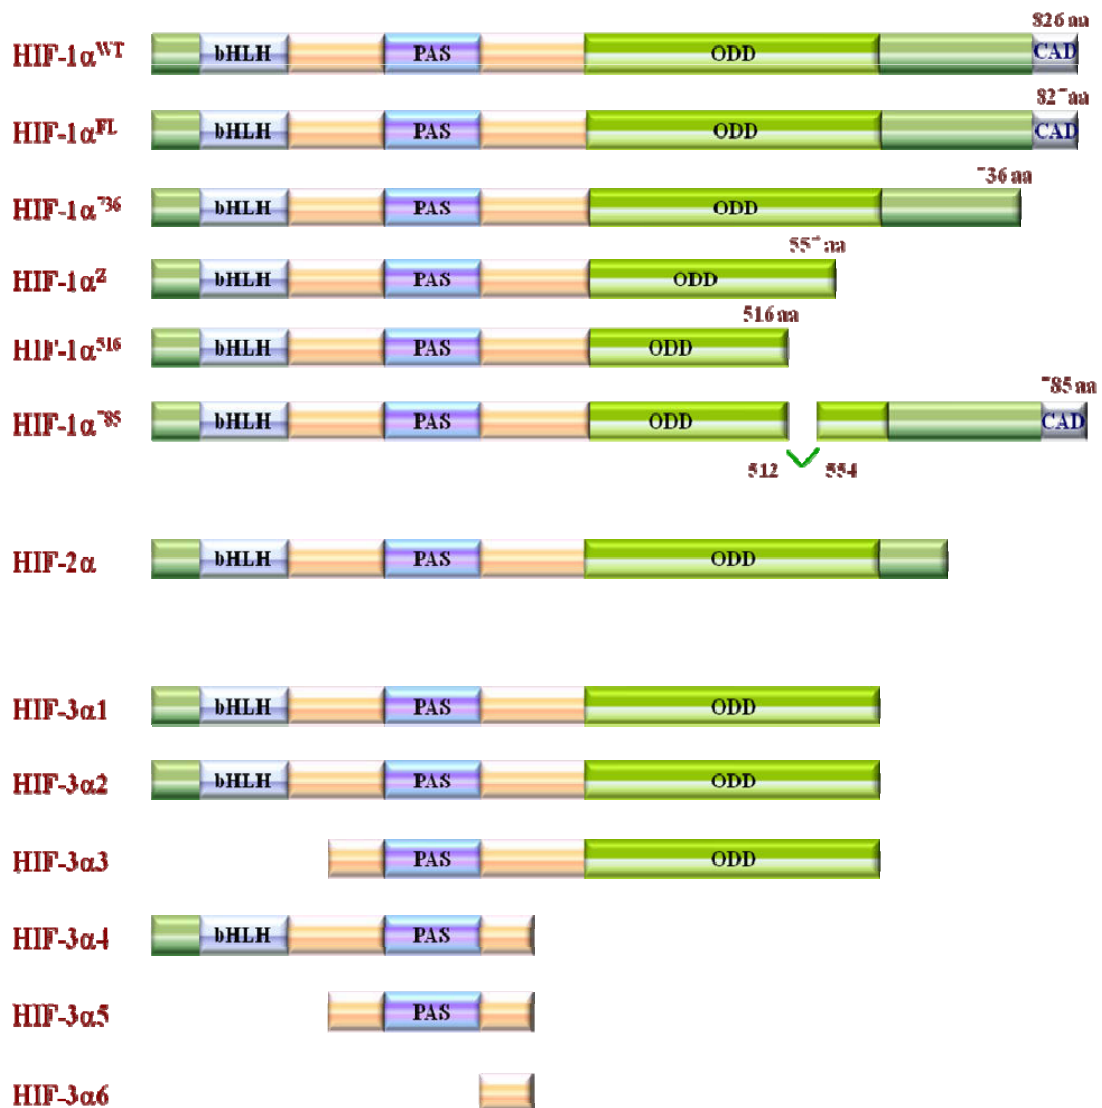 826 aa
HIF-1α^WT bHLH PAS ODD CAD
827 aa
HIF-1α^FL bHLH PAS ODD CAD
736 aa
HIF-1α^736 bHLH PAS ODD
557 aa
HIF-1α^Z bHLH PAS ODD
516 aa
HIF-1α^516 bHLH PAS ODD
785 aa
HIF-1α^785 bHLH PAS ODD CAD
512 554
HIF-2α bHLH PAS ODD
HIF-3α1 bHLH PAS ODD
HIF-3α2 bHLH PAS ODD
HIF-3α3 PAS ODD
HIF-3α4 bHLH PAS
HIF-3α5 PAS
HIF-3α6